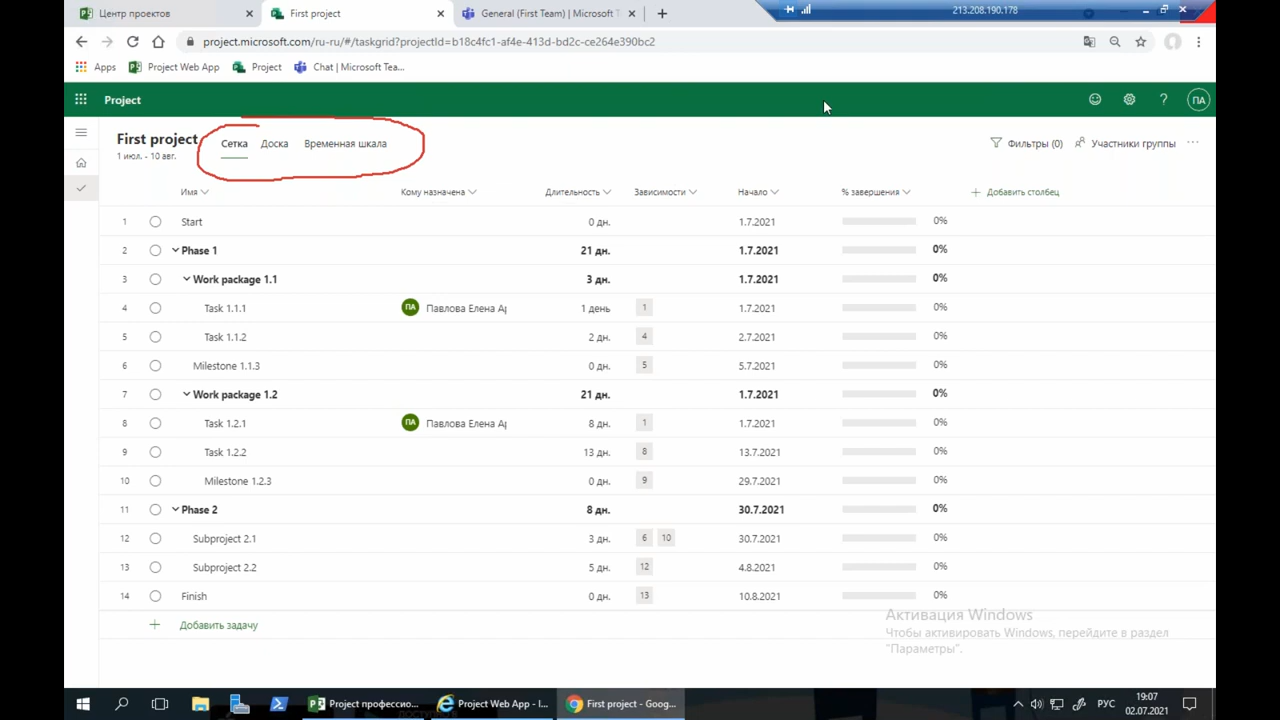 Центр проектов
First project
General (First Team) | Microsoft T
213.208.190.178
project.microsoft.com/ru-ru/#/taskgrid?projectId=b18c4fc1-af4e-413d-bd2c-ce264e390bc2
Apps Project Web App Project Chat | Microsoft Tea...
Project
ПА
First project
1 июл. - 10 авг.
Сетка Доска Временная шкала
Фильтры (0) Участники группы
Имя Кому назначена Длительность Зависимости Начало % завершения Добавить столбец
1 Start 0 дн. 1.7.2021 0%
2 Phase 1 21 дн. 1.7.2021 0%
3 Work package 1.1 3 дн. 1.7.2021 0%
4 Task 1.1.1 ПА Павлова Елена Ар 1 день 1 1.7.2021 0%
5 Task 1.1.2 2 дн. 4 2.7.2021 0%
6 Milestone 1.1.3 0 дн. 5 5.7.2021 0%
7 Work package 1.2 21 дн. 1.7.2021 0%
8 Task 1.2.1 ПА Павлова Елена Ар 8 дн. 1 1.7.2021 0%
9 Task 1.2.2 13 дн. 8 13.7.2021 0%
10 Milestone 1.2.3 0 дн. 9 29.7.2021 0%
11 Phase 2 8 дн. 30.7.2021 0%
12 Subproject 2.1 3 дн. 6 10 30.7.2021 0%
13 Subproject 2.2 5 дн. 12 4.8.2021 0%
14 Finish 0 дн. 13 10.8.2021 0%
Добавить задачу
Активация Windows
Чтобы активировать Windows, перейдите в раздел
"Параметры".
Project професси... Project Web App - I... First project - Goog...
РУС
19:07
02.07.2021